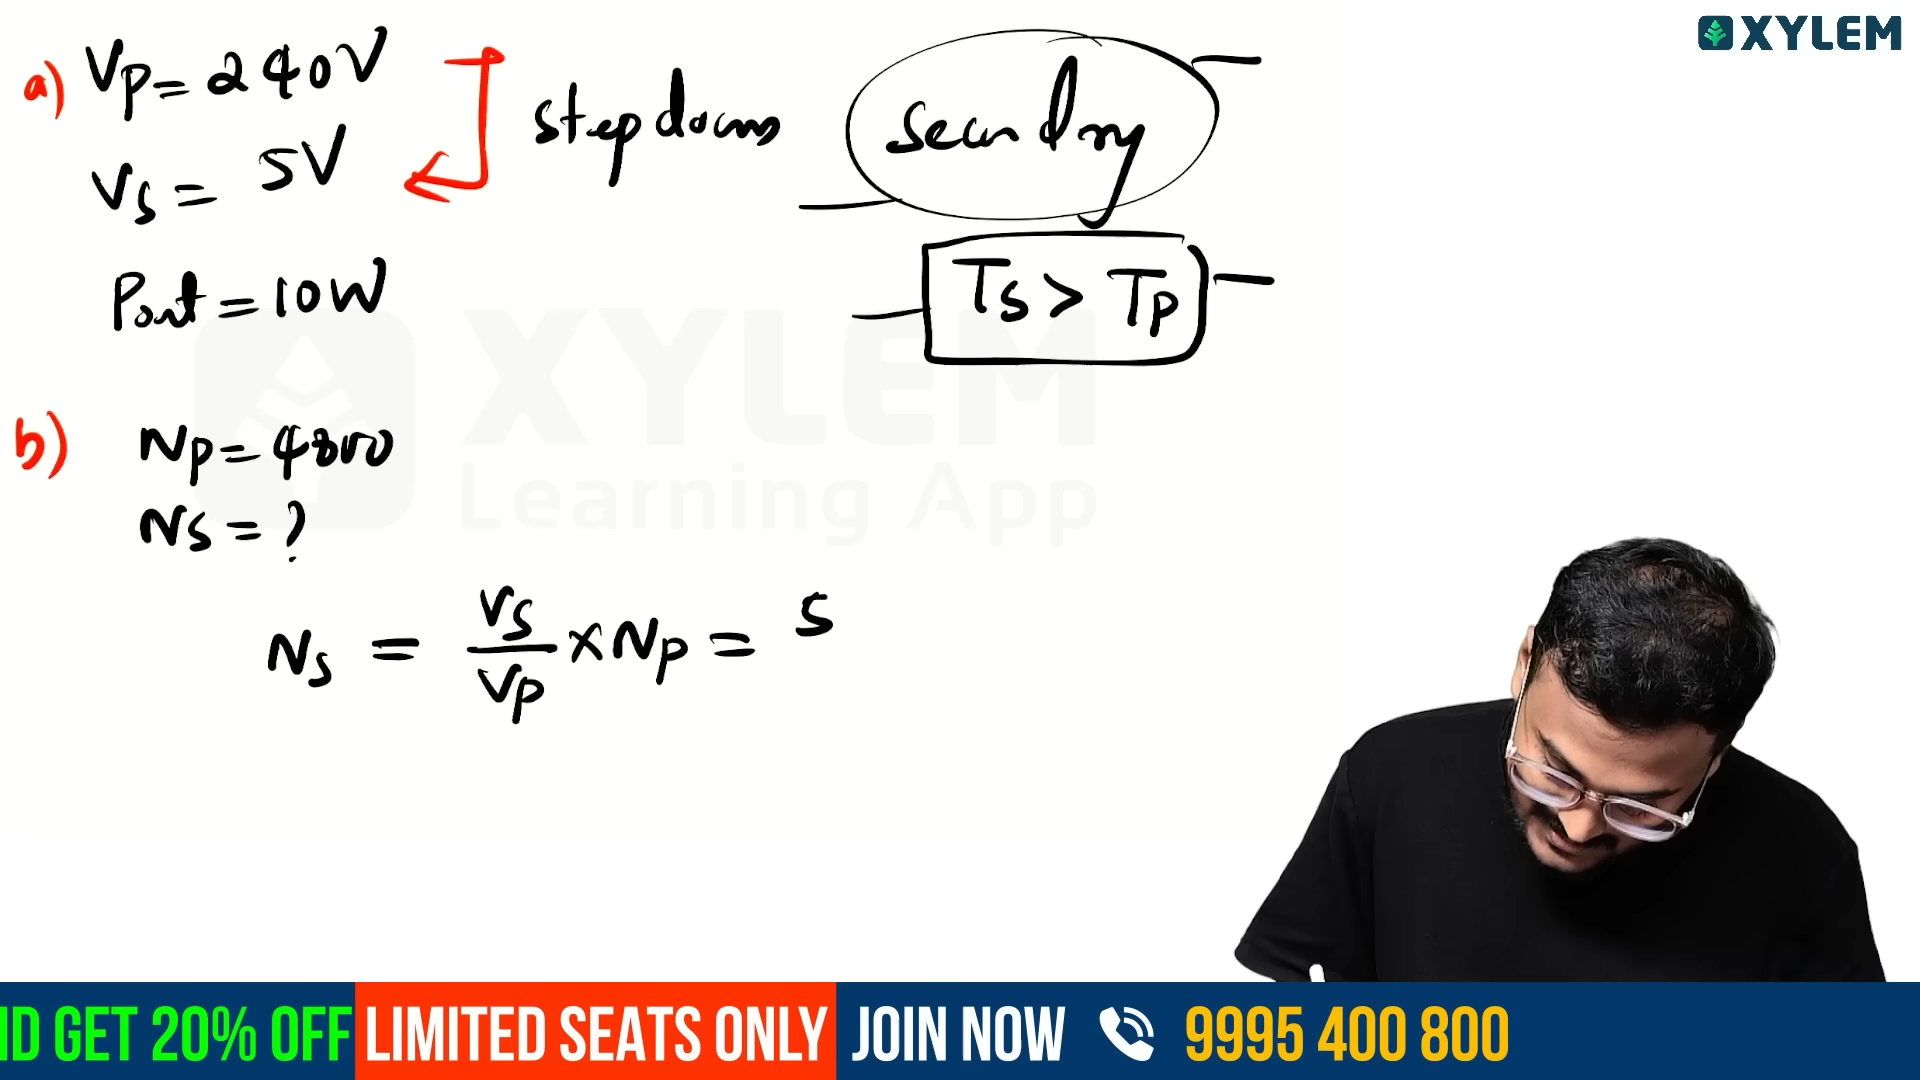 XYLEM
a) Vp = 240V
Vs = 5V
step down
secondry
Pout = 10W
Ts > Tp
XYLEM
Learning App
b) Np = 4800
Ns = ?
Ns = Vs/Vp × Np = 5
ID GET 20% OFF LIMITED SEATS ONLY JOIN NOW 9995 400 800